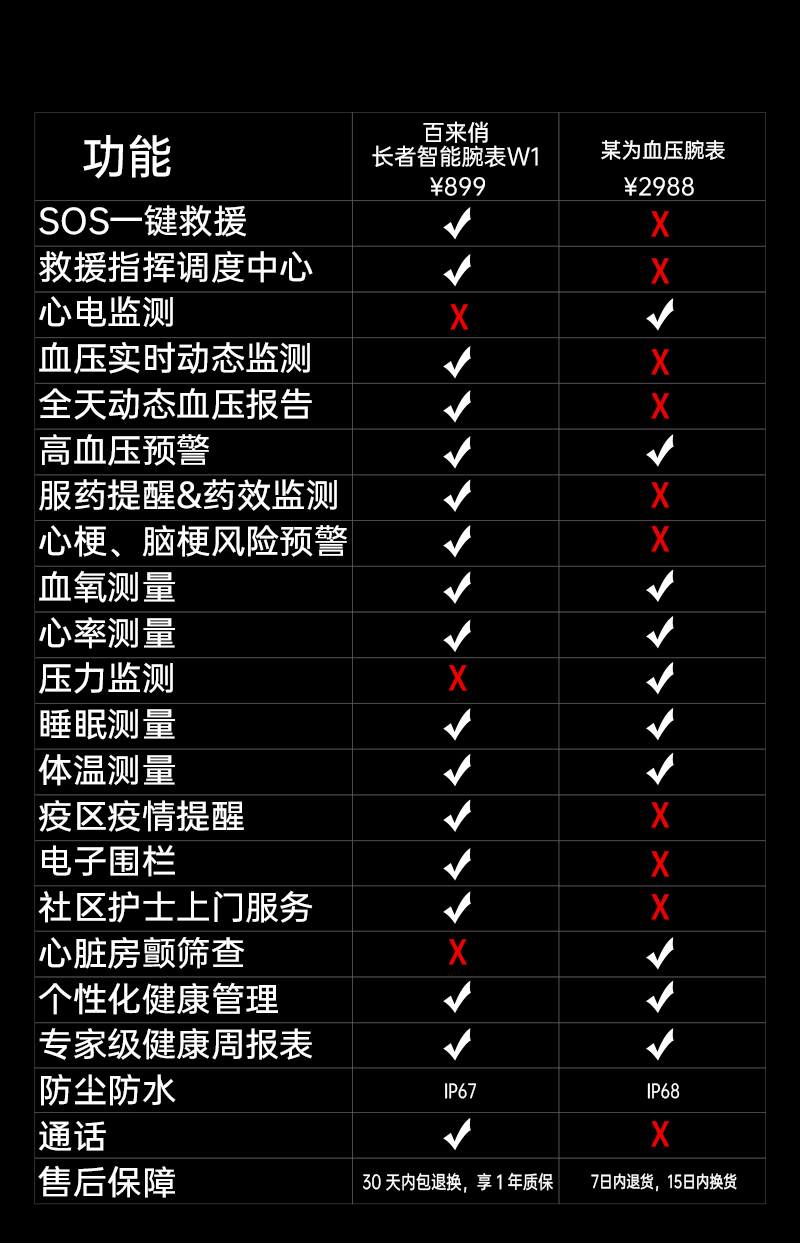 功能
百来俏
长者智能腕表W1
¥899
某为血压腕表
¥2988
SOS一键救援 ✓ X
救援指挥调度中心 ✓ X
心电监测 X ✓
血压实时动态监测 ✓ X
全天动态血压报告 ✓ X
高血压预警 ✓ ✓
服药提醒&药效监测 ✓ X
心梗、脑梗风险预警 ✓ X
血氧测量 ✓ ✓
心率测量 ✓ ✓
压力监测 X ✓
睡眠测量 ✓ ✓
体温测量 ✓ ✓
疫区疫情提醒 ✓ X
电子围栏 ✓ X
社区护士上门服务 ✓ X
心脏房颤筛查 X ✓
个性化健康管理 ✓ ✓
专家级健康周报表 ✓ ✓
防尘防水 IP67 IP68
通话 ✓ X
售后保障 30 天内包退换，享 1 年质保 7日内退货，15日内换货